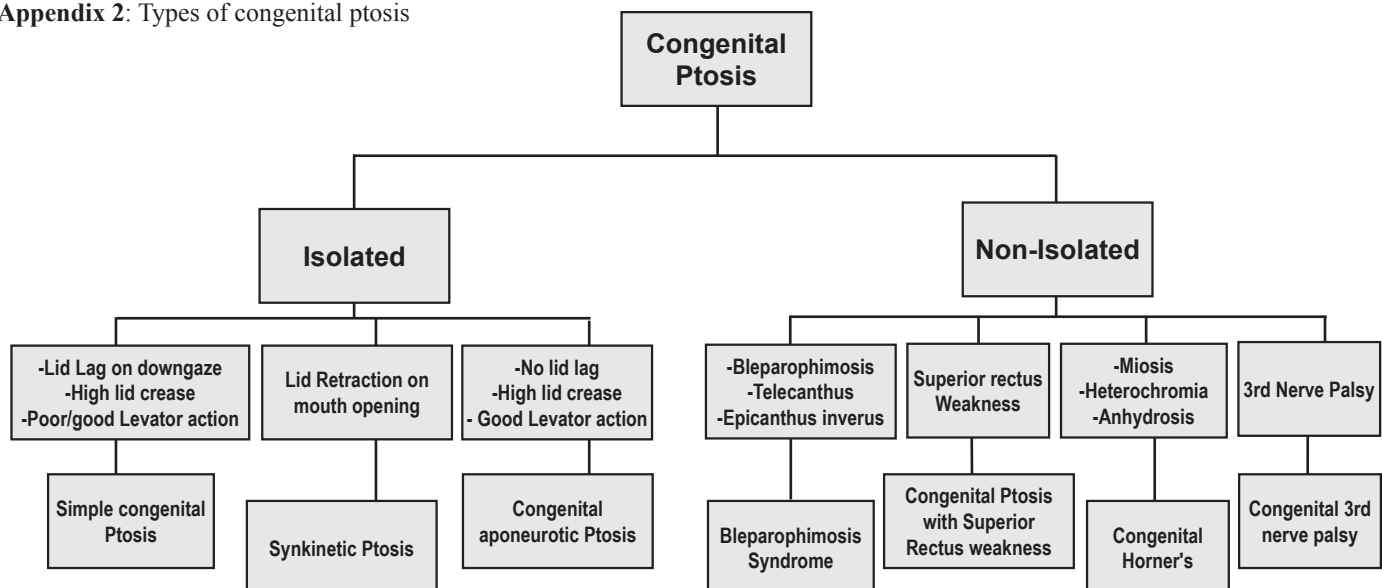 Appendix 2: Types of congenital ptosis
Congenital
Ptosis
Isolated
Non-Isolated
-Lid Lag on downgaze
-High lid crease
-Poor/good Levator action
Lid Retraction on
mouth opening
-No lid lag
-High lid crease
- Good Levator action
-Bleparophimosis
-Telecanthus
-Epicanthus inverus
Superior rectus
Weakness
-Miosis
-Heterochromia
-Anhydrosis
3rd Nerve Palsy
Simple congenital
Ptosis
Synkinetic Ptosis
Congenital
aponeurotic Ptosis
Bleparophimosis
Syndrome
Congenital Ptosis
with Superior
Rectus weakness
Congenital
Horner's
Congenital 3rd
nerve palsy